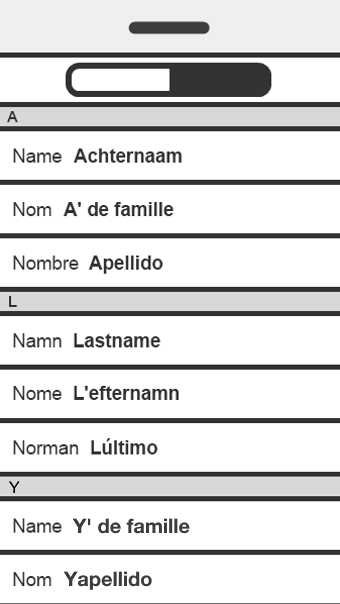 A
Name Achternaam
Nom A' de famille
Nombre Apellido
L
Namn Lastname
Nome L'efternamn
Norman Lúltimo
Y
Name Y' de famille
Nom Yapellido